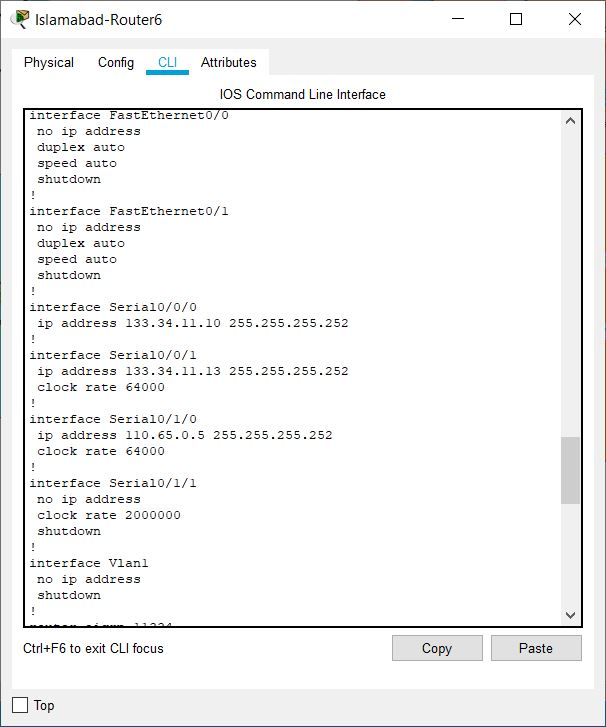 Islamabad-Router6
Physical Config CLI Attributes
IOS Command Line Interface
interface FastEthernet0/0
no ip address
duplex auto
speed auto
shutdown
!
interface FastEthernet0/1
no ip address
duplex auto
speed auto
shutdown
!
interface Serial0/0/0
ip address 133.34.11.10 255.255.255.252
!
interface Serial0/0/1
ip address 133.34.11.13 255.255.255.252
clock rate 64000
!
interface Serial0/1/0
ip address 110.65.0.5 255.255.255.252
clock rate 64000
!
interface Serial0/1/1
no ip address
clock rate 2000000
shutdown
!
interface Vlan1
no ip address
shutdown
!
router eigrp
Ctrl+F6 to exit CLI focus
Copy Paste
Top